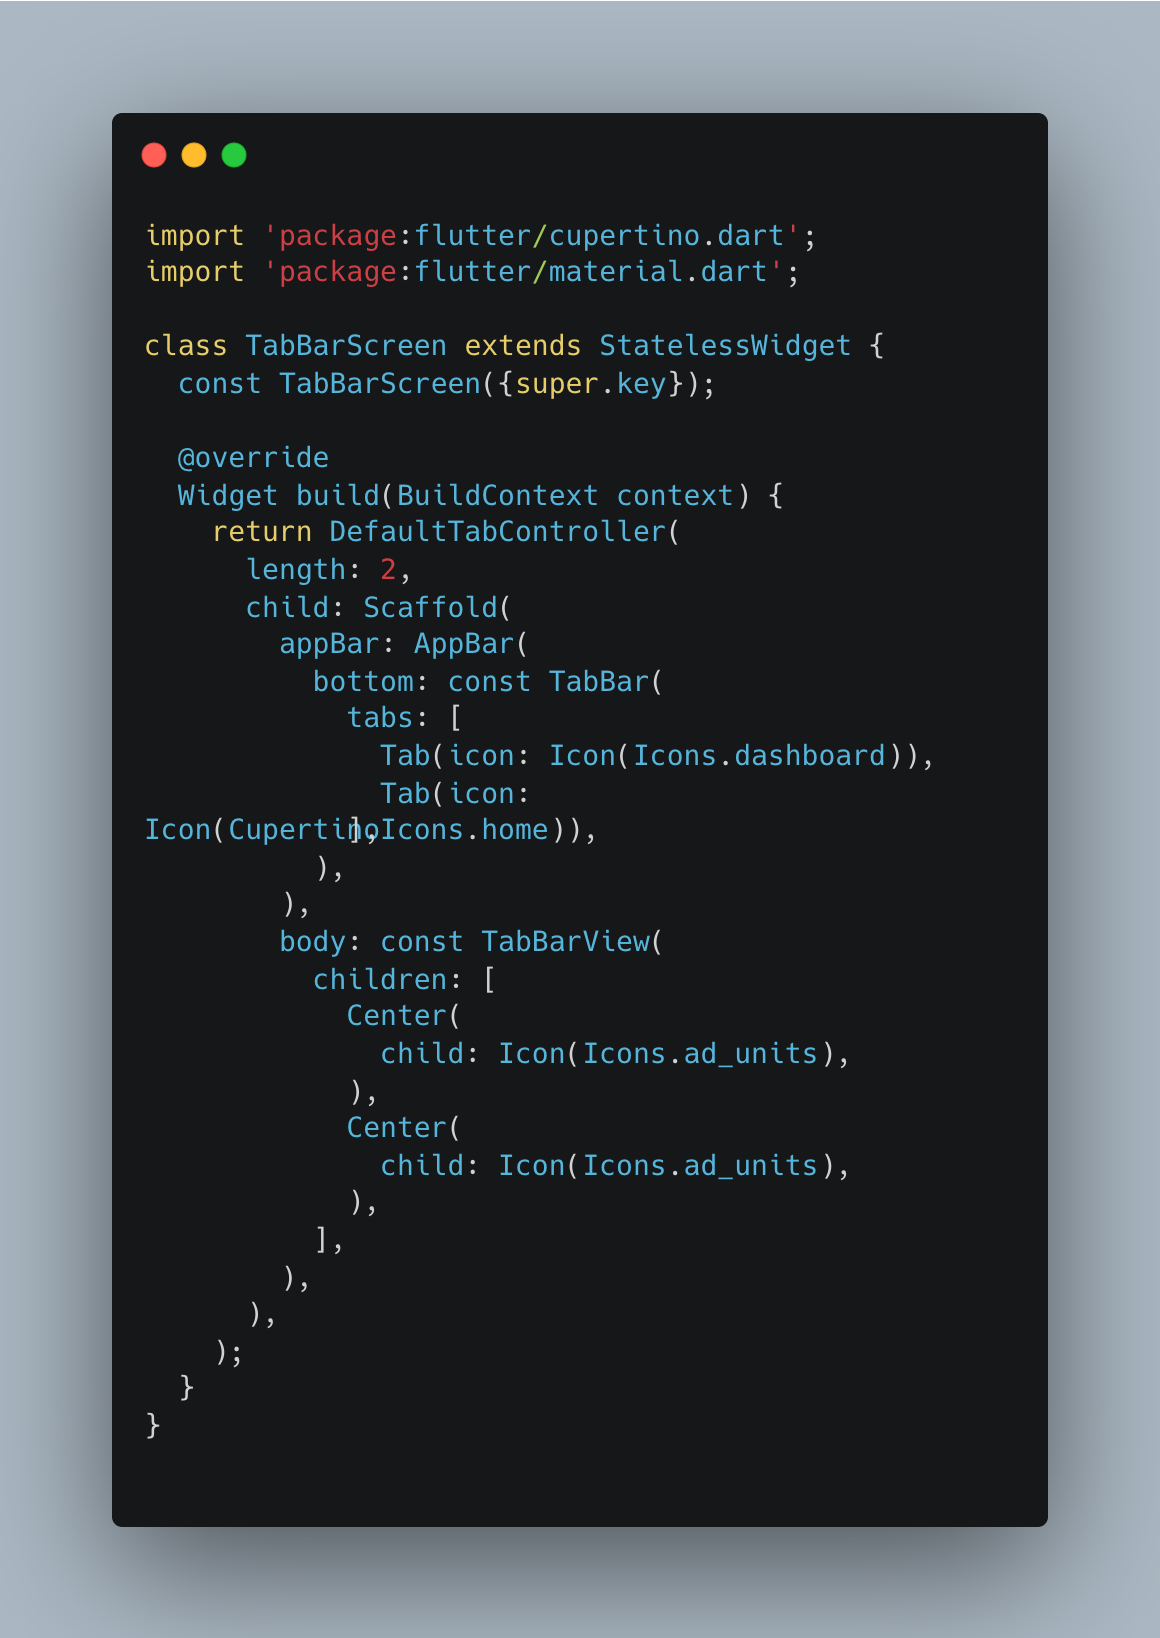 import 'package:flutter/cupertino.dart';
import 'package:flutter/material.dart';

class TabBarScreen extends StatelessWidget {
  const TabBarScreen({super.key});

  @override
  Widget build(BuildContext context) {
    return DefaultTabController(
      length: 2,
      child: Scaffold(
        appBar: AppBar(
          bottom: const TabBar(
            tabs: [
              Tab(icon: Icon(Icons.dashboard)),
              Tab(icon:
Icon(CupertinoIcons.home)),
            ],
          ),
        ),
        body: const TabBarView(
          children: [
            Center(
              child: Icon(Icons.ad_units),
            ),
            Center(
              child: Icon(Icons.ad_units),
            ),
          ],
        ),
      ),
    );
  }
}